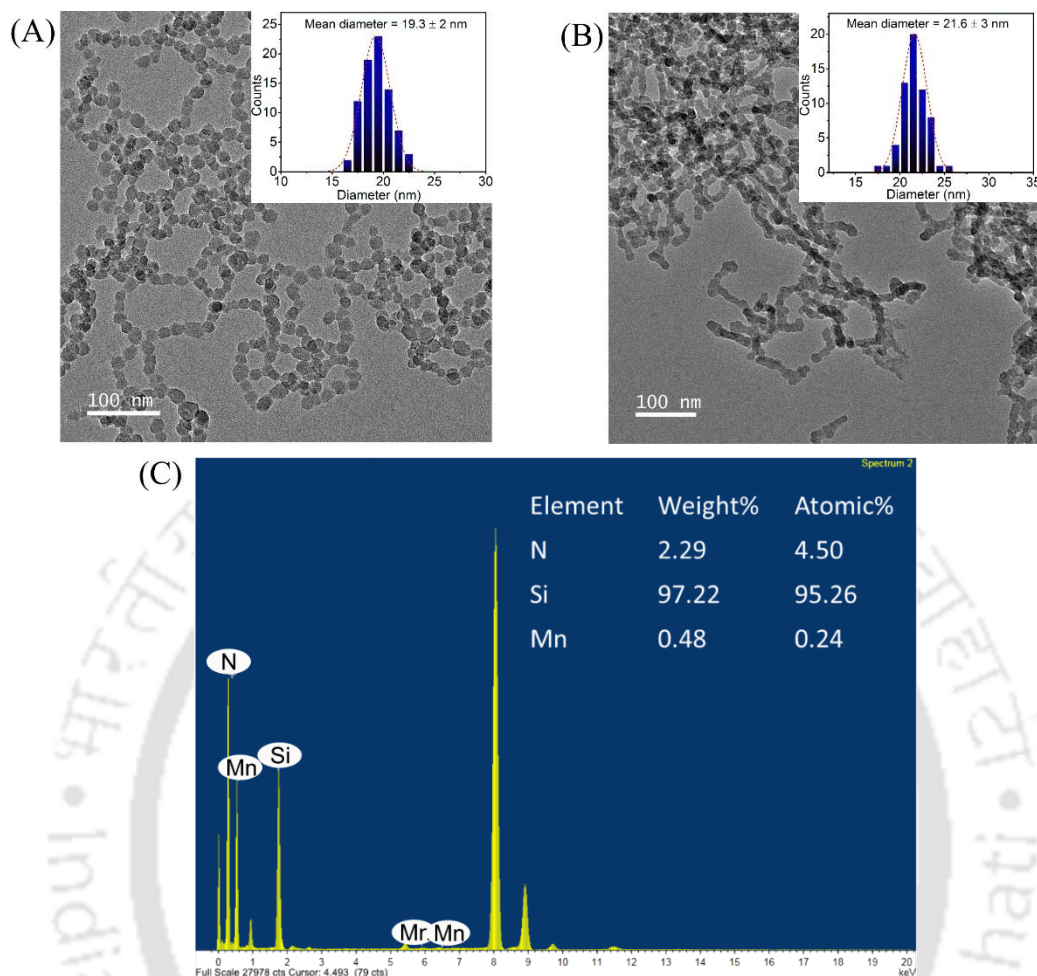 (A)
Mean diameter = 19.3 ± 2 nm
25
20
15
10
5
0
Counts
10 15 20 25 30
Diameter (nm)
100 nm
(B)
Mean diameter = 21.6 ± 3 nm
20
15
10
5
0
Counts
15 20 25 30 35
Diameter (nm)
100 nm
(C)
Spectrum 2
Element Weight% Atomic%
N 2.29 4.50
Si 97.22 95.26
Mn 0.48 0.24
N
Mn
Si
Mr
Mn
0 1 2 3 4 5 6 7 8 9 10 11 12 13 14 15 16 17 18 19 20
Full Scale 27978 cts Cursor: 4.493 (79 cts)
keV
hati